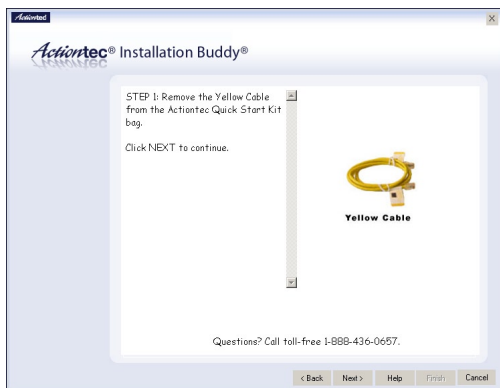 Actiontec
X
Actiontec® Installation Buddy®
STEP 1: Remove the Yellow Cable
from the Actiontec Quick Start Kit
bag.
Click NEXT to continue.
Yellow Cable
Questions? Call toll-free 1-888-436-0657.
< Back Next > Help Finish Cancel